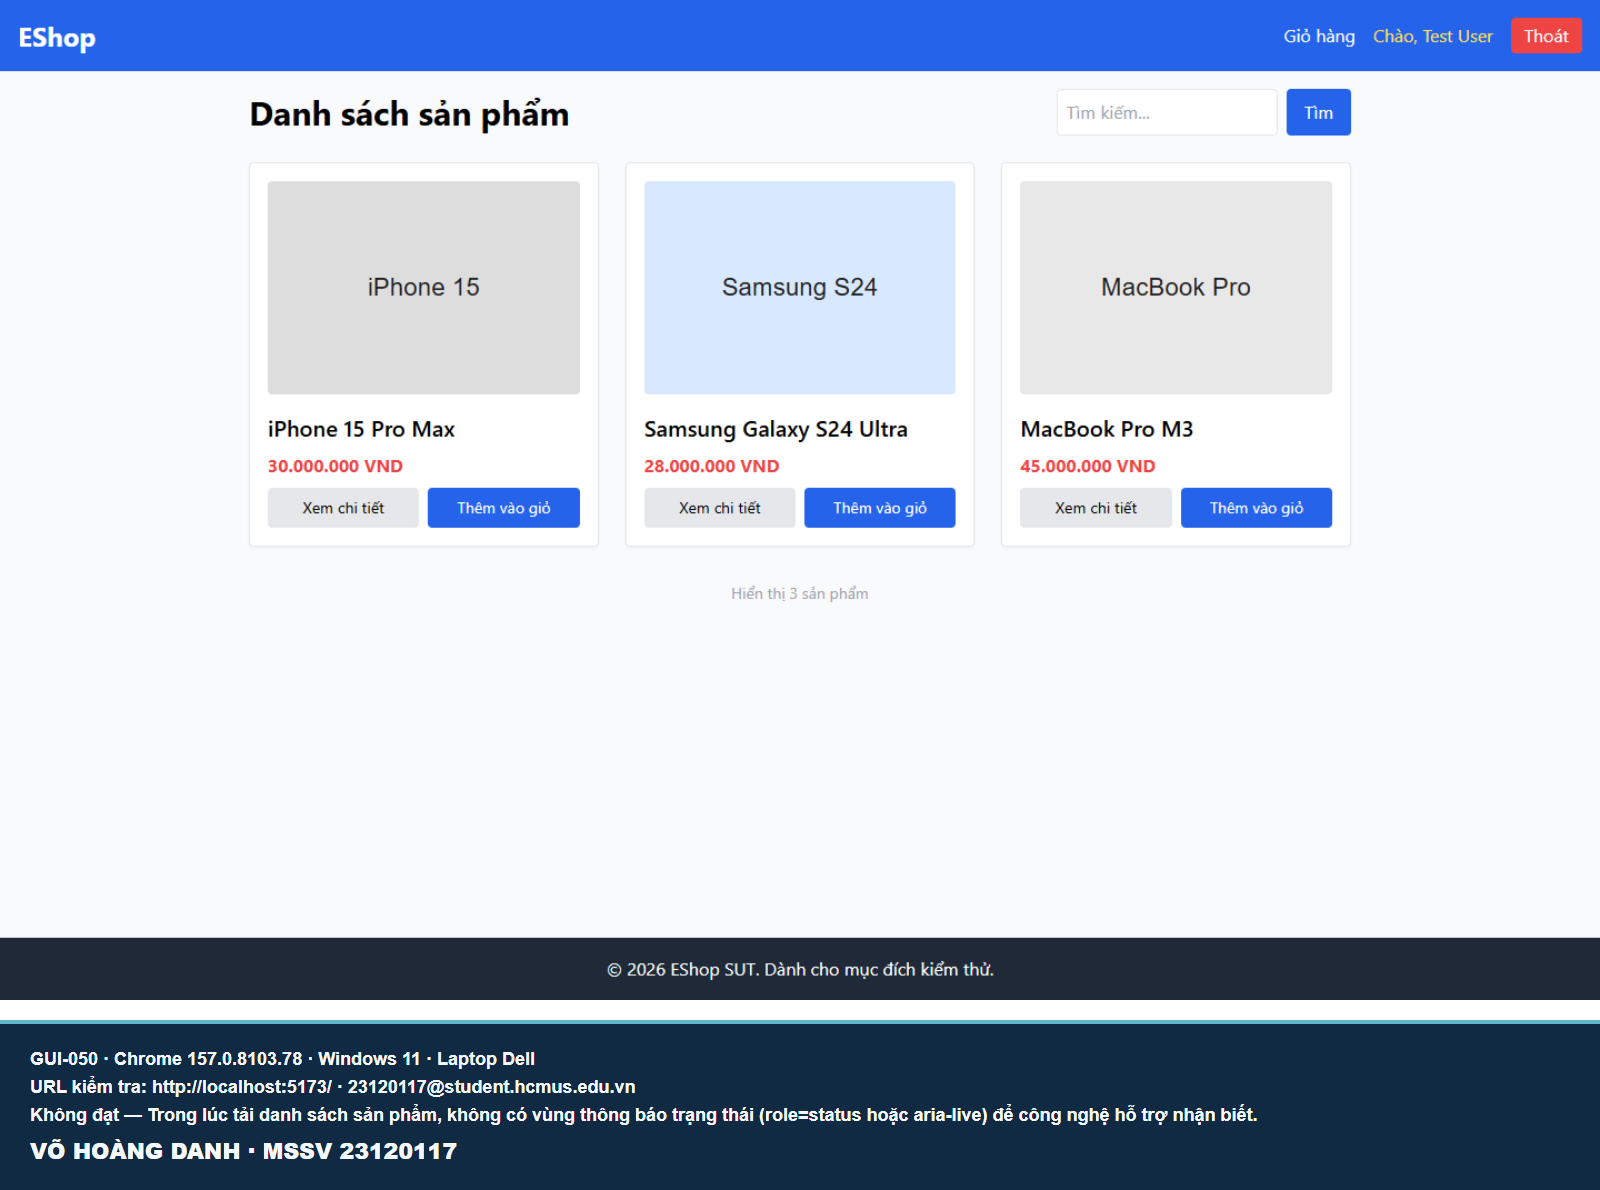 EShop
Giỏ hàng
Chào, Test User
Thoát
Danh sách sản phẩm
Tìm kiếm...
Tìm
iPhone 15
Samsung S24
MacBook Pro
iPhone 15 Pro Max
30.000.000 VND
Xem chi tiết
Thêm vào giỏ
Samsung Galaxy S24 Ultra
28.000.000 VND
Xem chi tiết
Thêm vào giỏ
MacBook Pro M3
45.000.000 VND
Xem chi tiết
Thêm vào giỏ
Hiển thị 3 sản phẩm
© 2026 EShop SUT. Dành cho mục đích kiểm thử.
GUI-050 · Chrome 157.0.8103.78 · Windows 11 · Laptop Dell
URL kiểm tra: http://localhost:5173/ · 23120117@student.hcmus.edu.vn
Không đạt — Trong lúc tải danh sách sản phẩm, không có vùng thông báo trạng thái (role=status hoặc aria-live) để công nghệ hỗ trợ nhận biết.
VÕ HOÀNG DANH · MSSV 23120117